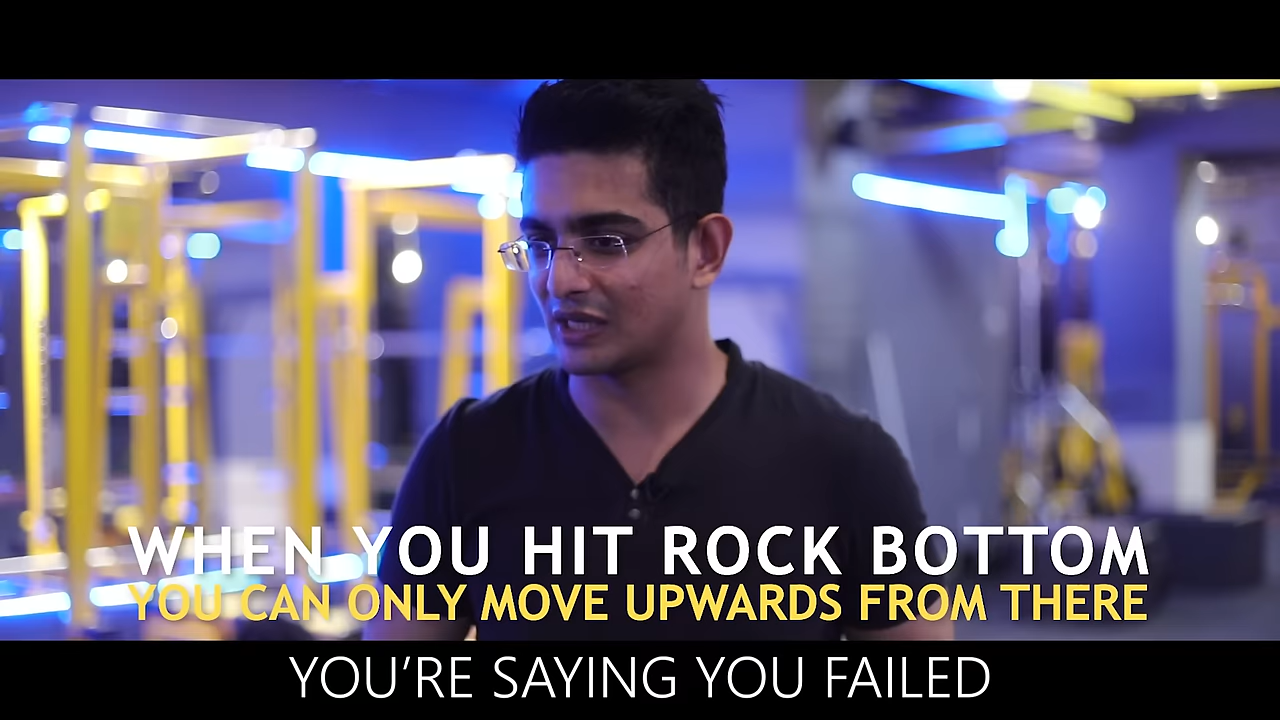 WHEN YOU HIT ROCK BOTTOM
YOU CAN ONLY MOVE UPWARDS FROM THERE
YOU'RE SAYING YOU FAILED